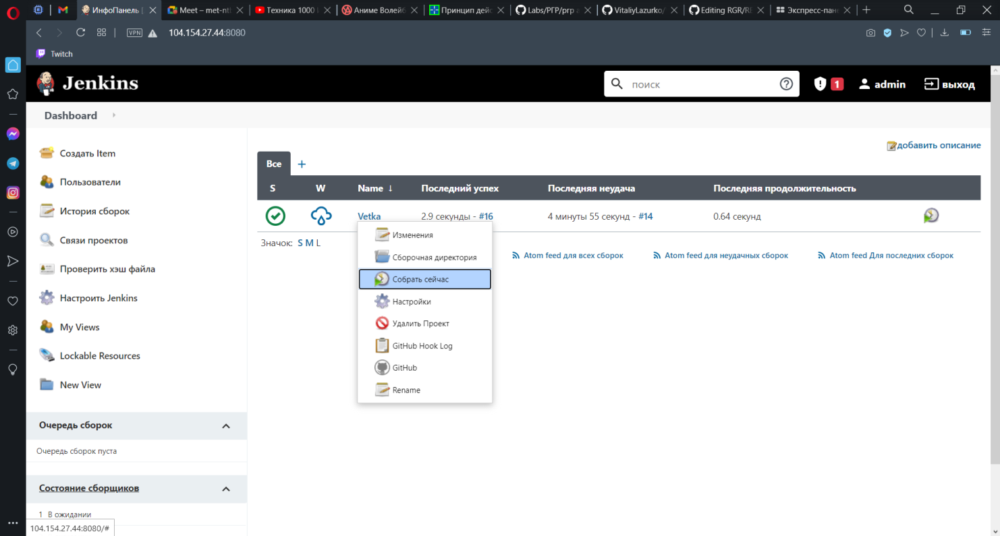 ИнфоПанель [
Meet – met-ntl
Техника 1000 l
Аниме Волейб
Принцип дейс
Labs/РГР/ргр а
VitaliyLazurko/
Editing RGR/RE
Экспресс-пане
VPN 104.154.27.44:8080
Twitch
Jenkins
поиск
1
admin
выход
Dashboard
добавить описание
Создать Item
Пользователи
История сборок
Связи проектов
Проверить хэш файла
Настроить Jenkins
My Views
Lockable Resources
New View
Очередь сборок
Очередь сборок пуста
Состояние сборщиков
1 В ожидании
104.154.27.44:8080/#
Все +
S W Name ↓ Последний успех Последняя неудача Последняя продолжительность
Vetka 2.9 секунды - #16 4 минуты 55 секунд - #14 0.64 секунд
Значок: S M L
Atom feed для всех сборок Atom feed для неудачных сборок Atom feed Для последних сборок
Изменения
Сборочная директория
Собрать сейчас
Настройки
Удалить Проект
GitHub Hook Log
GitHub
Rename